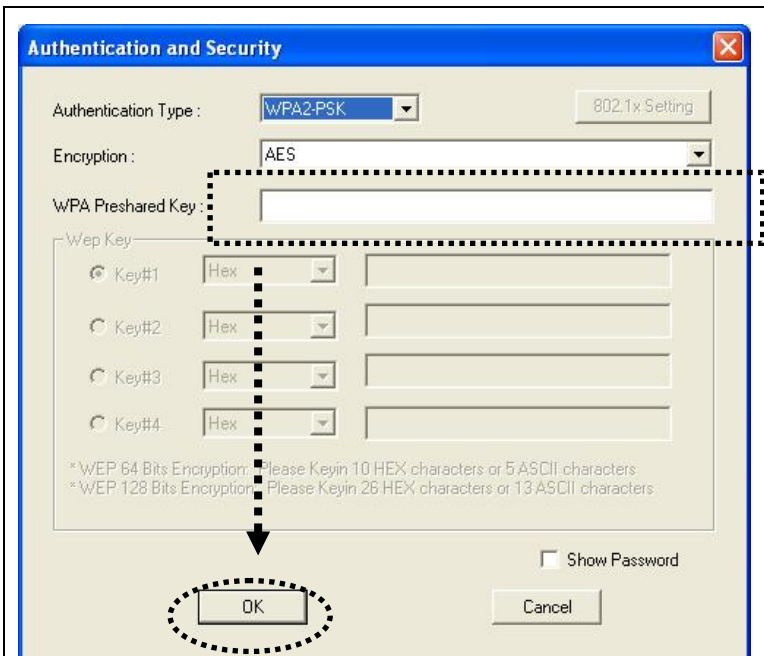 Authentication and Security
Authentication Type : WPA2-PSK 802.1x Setting
Encryption : AES
WPA Preshared Key :
Wep Key
Key#1 Hex
Key#2 Hex
Key#3 Hex
Key#4 Hex
* WEP 64 Bits Encryption: Please Keyin 10 HEX characters or 5 ASCII characters
* WEP 128 Bits Encryption: Please Keyin 26 HEX characters or 13 ASCII characters
Show Password
OK Cancel